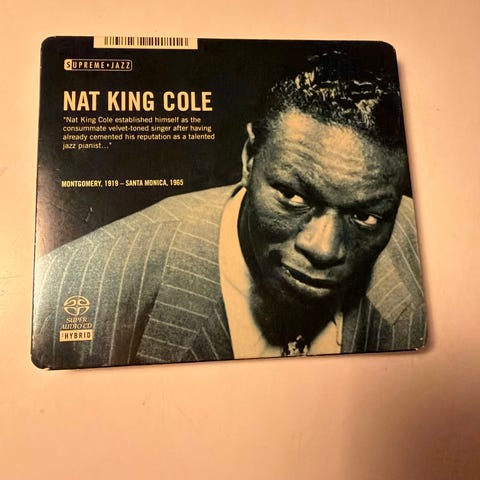 SUPREME • JAZZ
NAT KING COLE
"Nat King Cole established himself as the
consummate velvet-toned singer after having
already cemented his reputation as a talented
jazz pianist..."
MONTGOMERY, 1919 – SANTA MONICA, 1965
SUPER
AUDIO CD
HYBRID